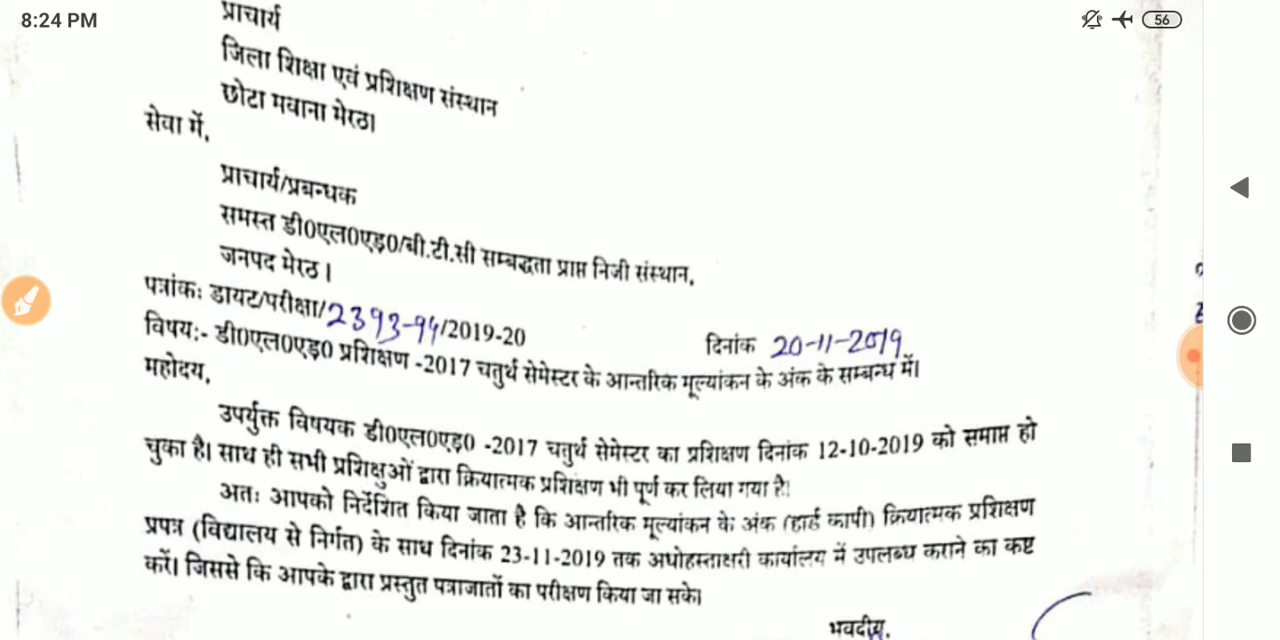 8:24 PM
56
प्राचार्य
जिला शिक्षा एवं प्रशिक्षण संस्थान
छोटा मवाना मेरठ।
सेवा में,
प्राचार्य/प्रबन्धक
समस्त डी0एल0एड0/बी.टी.सी सम्बद्धता प्राप्त निजी संस्थान,
जनपद मेरठ।
पत्रांकः डायट/परीक्षा/2393-94/2019-20 दिनांक 20-11-2019
विषय:- डी0एल0एड0 प्रशिक्षण -2017 चतुर्थ सेमेस्टर के आन्तरिक मूल्यांकन के अंक के सम्बन्ध में।
महोदय,
उपर्युक्त विषयक डी0एल0एड0 -2017 चतुर्थ सेमेस्टर का प्रशिक्षण दिनांक 12-10-2019 को समाप्त हो
चुका है। साथ ही सभी प्रशिक्षुओं द्वारा क्रियात्मक प्रशिक्षण भी पूर्ण कर लिया गया है।
अतः आपको निर्देशित किया जाता है कि आन्तरिक मूल्यांकन के अंक (हार्ड कापी) क्रियात्मक प्रशिक्षण
प्रपत्र (विद्यालय से निर्गत) के साथ दिनांक 23-11-2019 तक अधोहस्ताक्षरी कार्यालय में उपलब्ध कराने का कष्ट
करें। जिससे कि आपके द्वारा प्रस्तुत पत्राजातों का परीक्षण किया जा सके।
भवदीय,